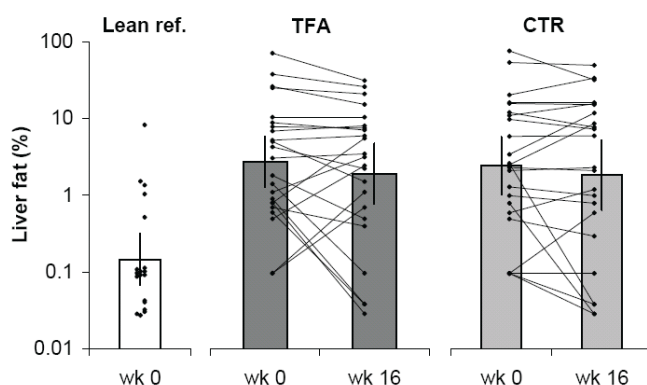 Lean ref. TFA CTR
100
10
1
0.1
0.01
Liver fat (%)
wk 0 wk 0 wk 16 wk 0 wk 16